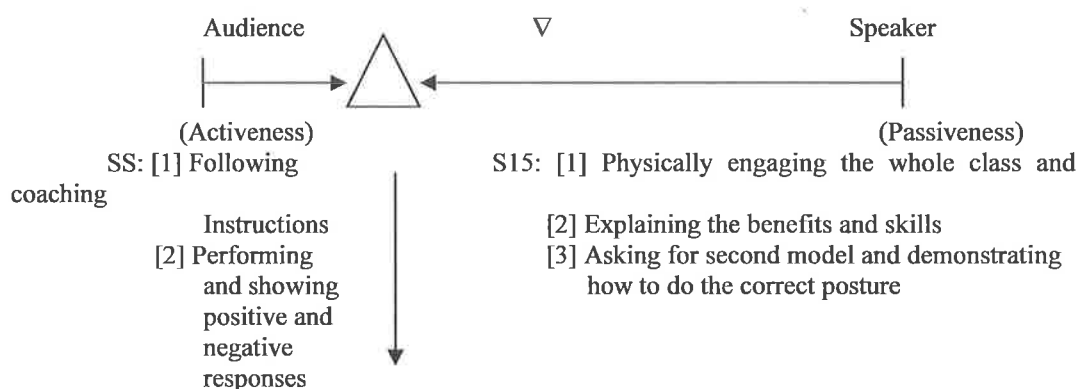 Audience ∇ Speaker
(Activeness) (Passiveness)
SS: [1] Following S15: [1] Physically engaging the whole class and
coaching
Instructions [2] Explaining the benefits and skills
[2] Performing [3] Asking for second model and demonstrating
and showing how to do the correct posture
positive and
negative
responses